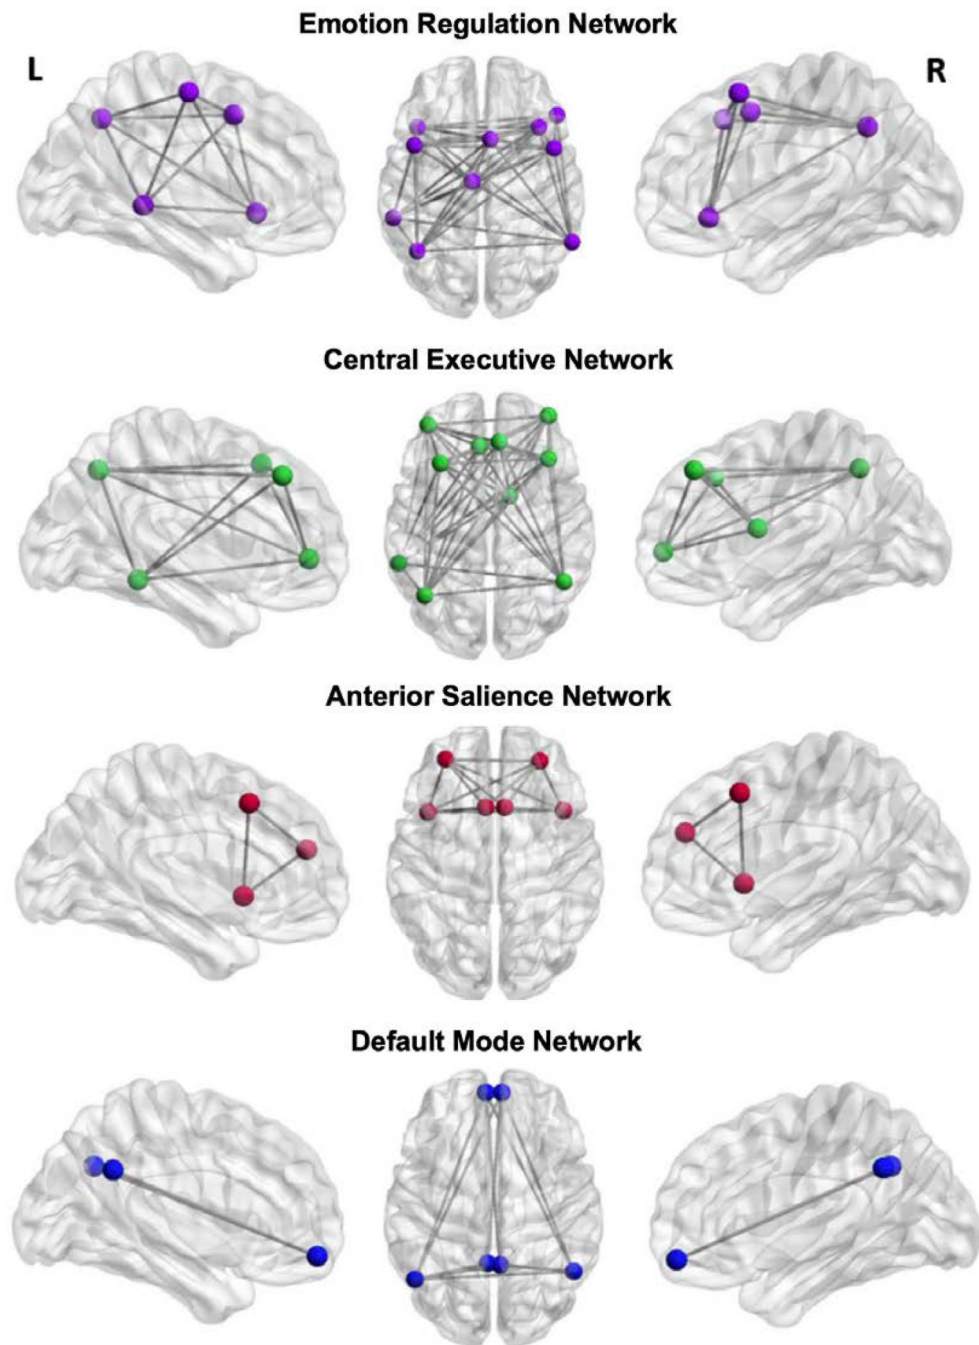 Emotion Regulation Network
L
R
Central Executive Network
Anterior Salience Network
Default Mode Network